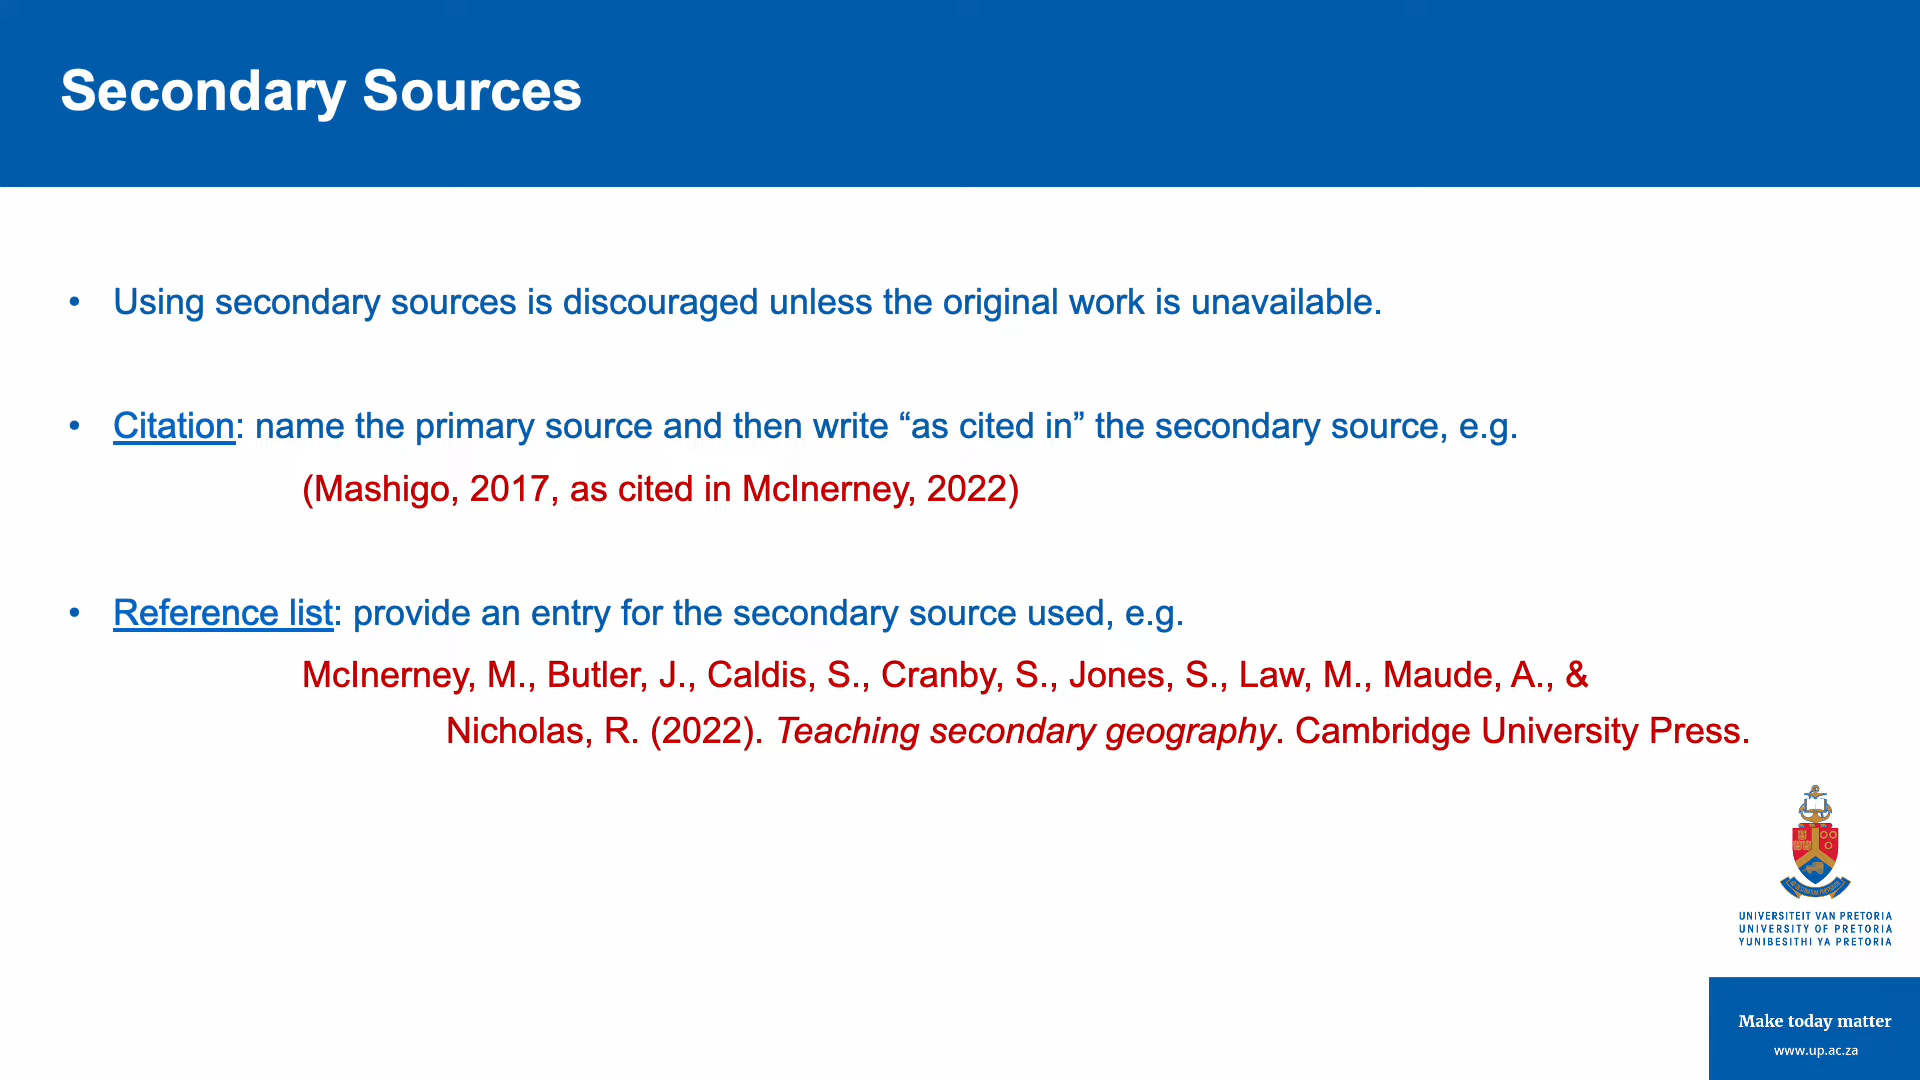 Secondary Sources
• Using secondary sources is discouraged unless the original work is unavailable.
• Citation: name the primary source and then write “as cited in” the secondary source, e.g.
(Mashigo, 2017, as cited in McInerney, 2022)
• Reference list: provide an entry for the secondary source used, e.g.
McInerney, M., Butler, J., Caldis, S., Cranby, S., Jones, S., Law, M., Maude, A., &
Nicholas, R. (2022). Teaching secondary geography. Cambridge University Press.
UNIVERSITEIT VAN PRETORIA
UNIVERSITY OF PRETORIA
YUNIBESITHI YA PRETORIA
Make today matter
www.up.ac.za